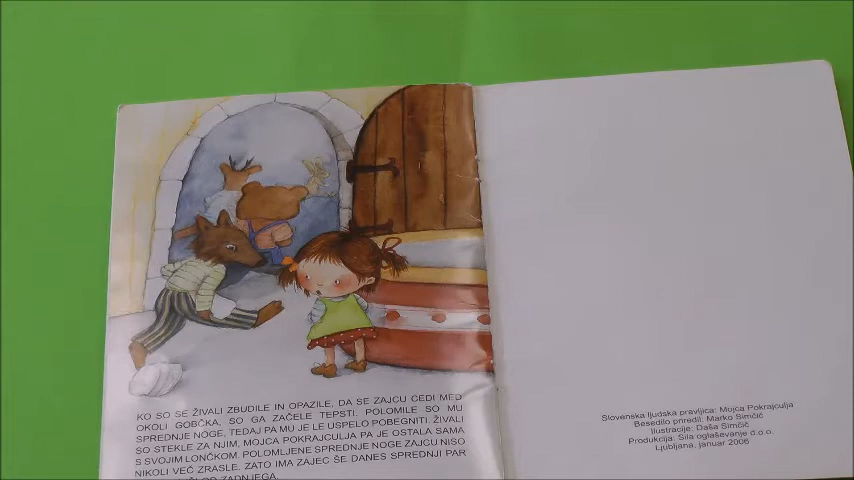 KO SO SE ŽIVALI ZBUDILE IN OPAZILE, DA SE ZAJCU CEDI MED
OKOLI GOBČKA, SO GA ZAČELE TEPSTI. POLOMILE SO MU
SPREDNJE NOGE, TEDAJ PA MU JE LE USPELO POBEGNITI. ŽIVALI
SO STEKLE ZA NJIM, MOJCA POKRAJCULJA PA JE OSTALA SAMA
S SVOJIM LONČKOM. POLOMLJENE SPREDNJE NOGE ZAJCU NISO
NIKOLI VEČ ZRASLE. ZATO IMA ZAJEC ŠE DANES SPREDNJI PAR
OD ZADNJEGA.
Slovenska ljudska pravljica: Mojca Pokrajculja
Besedilo priredil: Marko Simčič
Ilustracije: Daša Simčič
Produkcija: Sila oglaševanje d.o.o.
Ljubljana, januar 2006